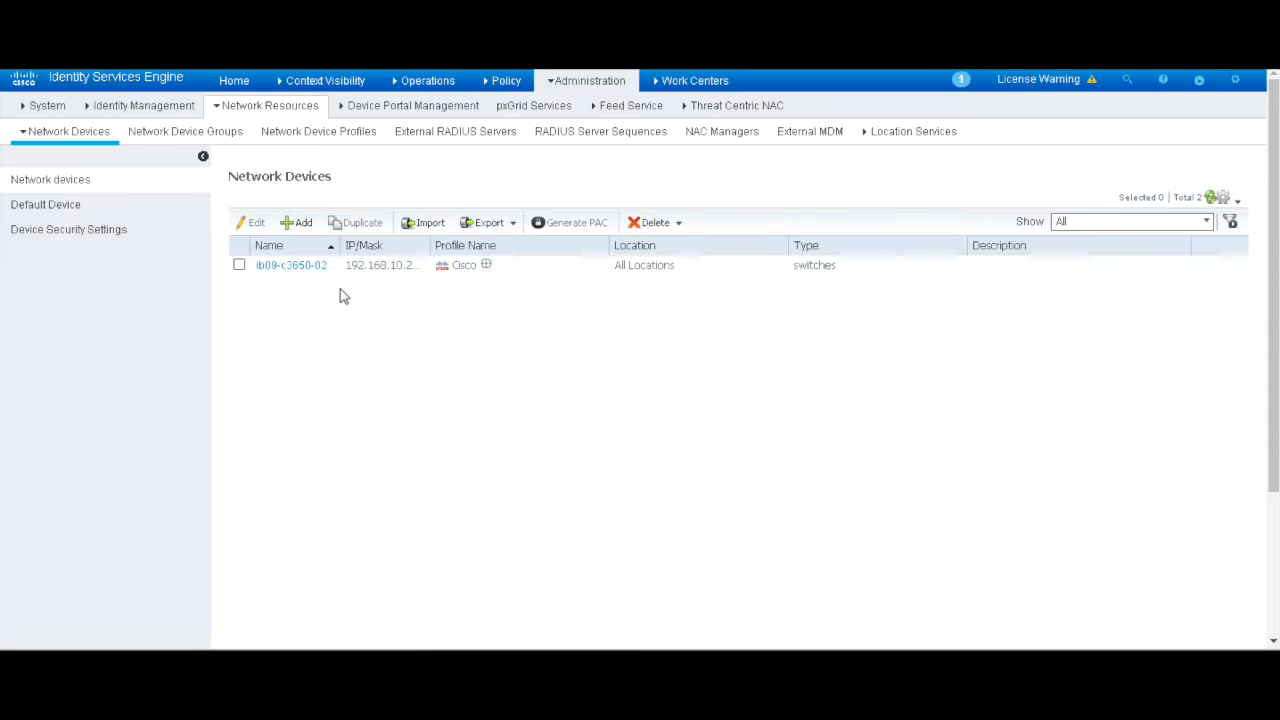 cisco Identity Services Engine Home Context Visibility Operations Policy Administration Work Centers 1 License Warning
System Identity Management Network Resources Device Portal Management pxGrid Services Feed Service Threat Centric NAC
Network Devices Network Device Groups Network Device Profiles External RADIUS Servers RADIUS Server Sequences NAC Managers External MDM Location Services
Network devices
Default Device
Device Security Settings
Network Devices
Selected 0 | Total 2
Edit Add Duplicate Import Export Generate PAC Delete Show All
Name IP/Mask Profile Name Location Type Description
ib09-c3650-02 192.168.10.2... Cisco All Locations switches